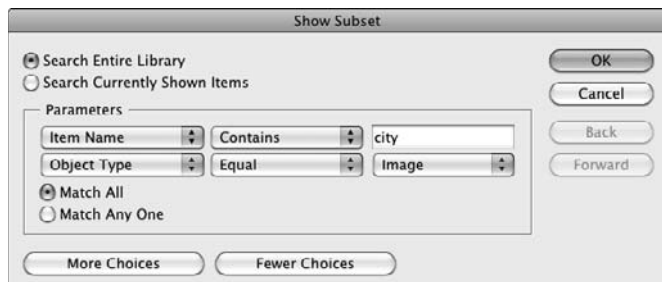 Show Subset
Search Entire Library
Search Currently Shown Items
OK
Cancel
Parameters
Item Name Contains city
Back
Object Type Equal Image
Forward
Match All
Match Any One
More Choices Fewer Choices